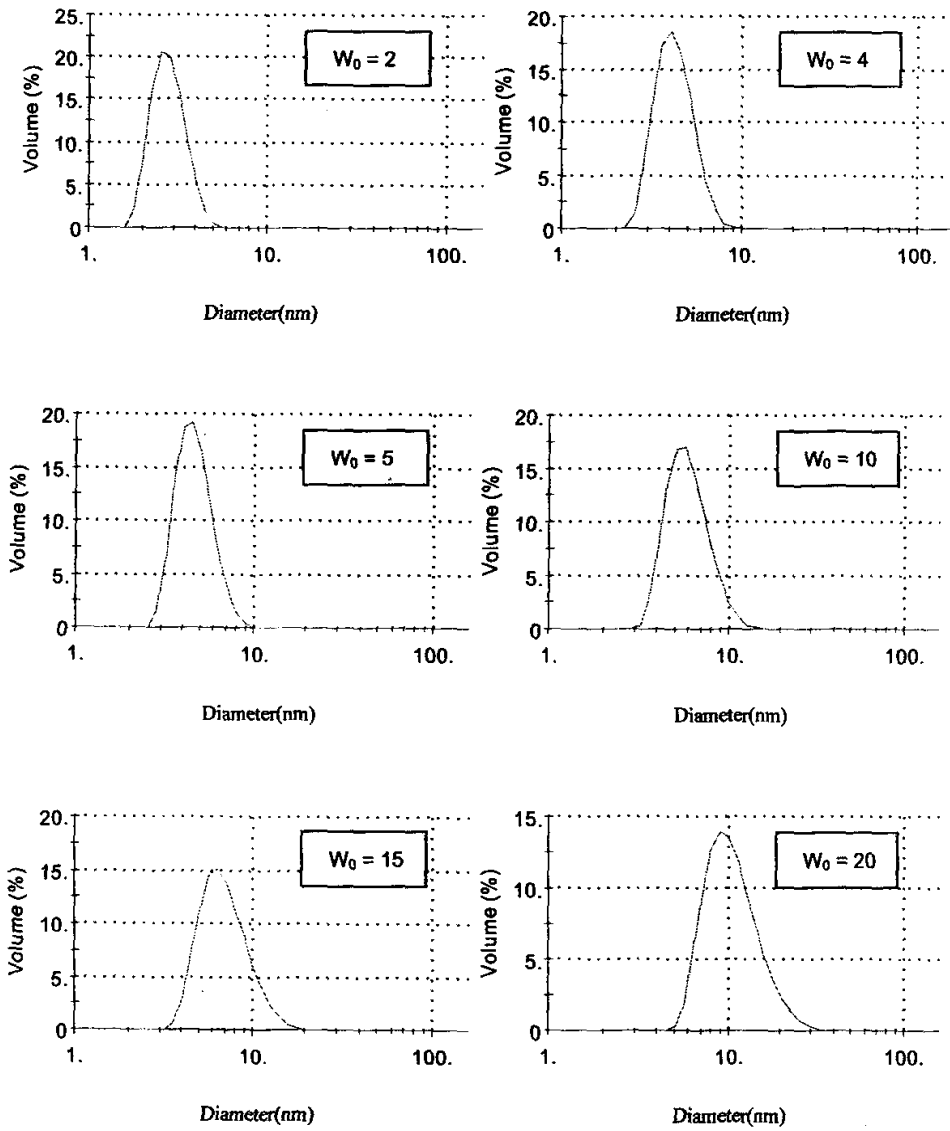 25.
20.
15.
10.
5.
0
Volume (%)
W₀ = 2
1.
10.
100.
Diameter(nm)
20.
15.
10.
5.
0
Volume (%)
W₀ = 4
1.
10.
100.
Diameter(nm)
20.
15.
10.
5.
0
Volume (%)
W₀ = 5
1.
10.
100.
Diameter(nm)
20.
15.
10.
5.
0
Volume (%)
W₀ = 10
1.
10.
100.
Diameter(nm)
20.
15.
10.
5.
0
Volume (%)
W₀ = 15
1.
10.
100.
Diameter(nm)
15.
10.
5.
0
Volume (%)
W₀ = 20
1.
10.
100.
Diameter(nm)